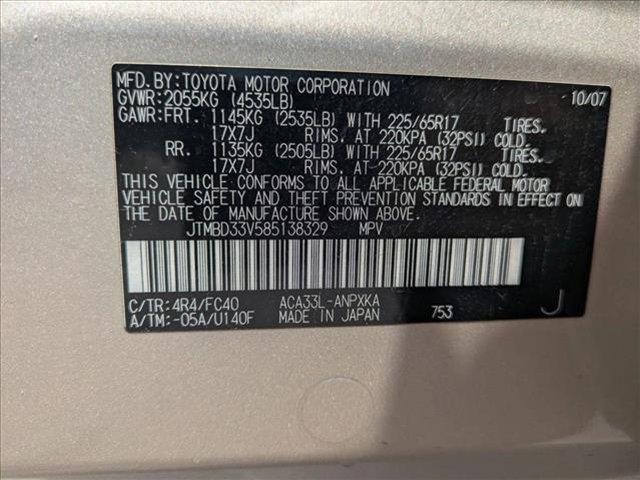 MFD.BY:TOYOTA MOTOR CORPORATION 10/07
GVWR:2055KG (4535LB)
GAWR:FRT. 1145KG (2535LB) WITH 225/65R17 TIRES.
17X7J RIMS. AT 220KPA (32PSI) COLD.
RR. 1135KG (2505LB) WITH 225/65R17 TIRES.
17X7J RIMS. AT 220KPA (32PSI) COLD.
THIS VEHICLE CONFORMS TO ALL APPLICABLE FEDERAL MOTOR
VEHICLE SAFETY AND THEFT PREVENTION STANDARDS IN EFFECT
ON THE DATE OF MANUFACTURE SHOWN ABOVE.
JTMBD33V585138329 MPV
C/TR:4R4/FC40 ACA33L-ANPXKA J
A/TM:-05A/U140F MADE IN JAPAN 753